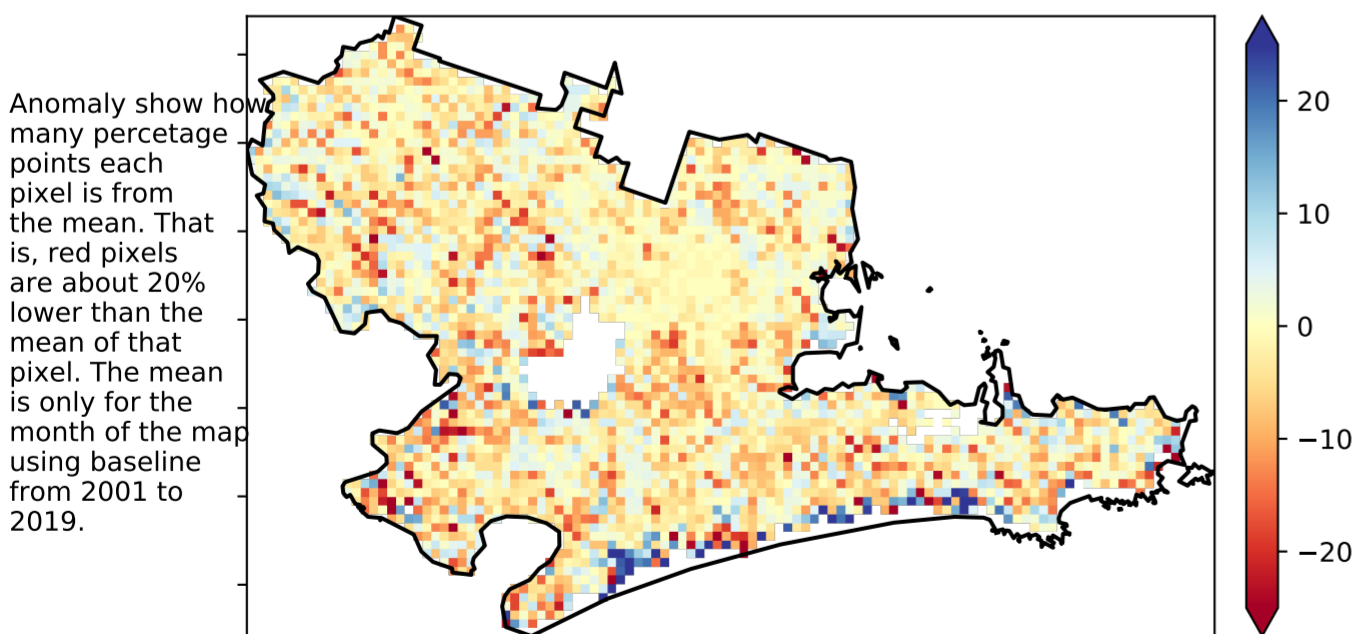 Anomaly show how
many percetage
points each
pixel is from
the mean. That
is, red pixels
are about 20%
lower than the
mean of that
pixel. The mean
is only for the
month of the map
using baseline
from 2001 to
2019.
20
10
0
−10
−20